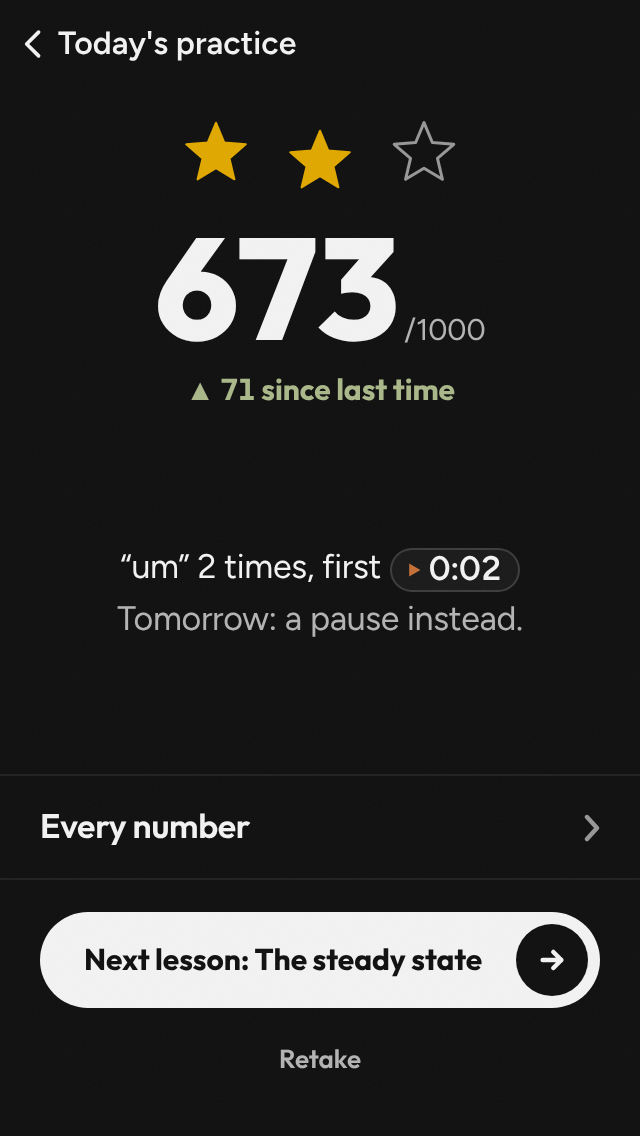 Today's practice
673/1000
▲ 71 since last time
“um” 2 times, first ▶ 0:02
Tomorrow: a pause instead.
Every number
Next lesson: The steady state
Retake